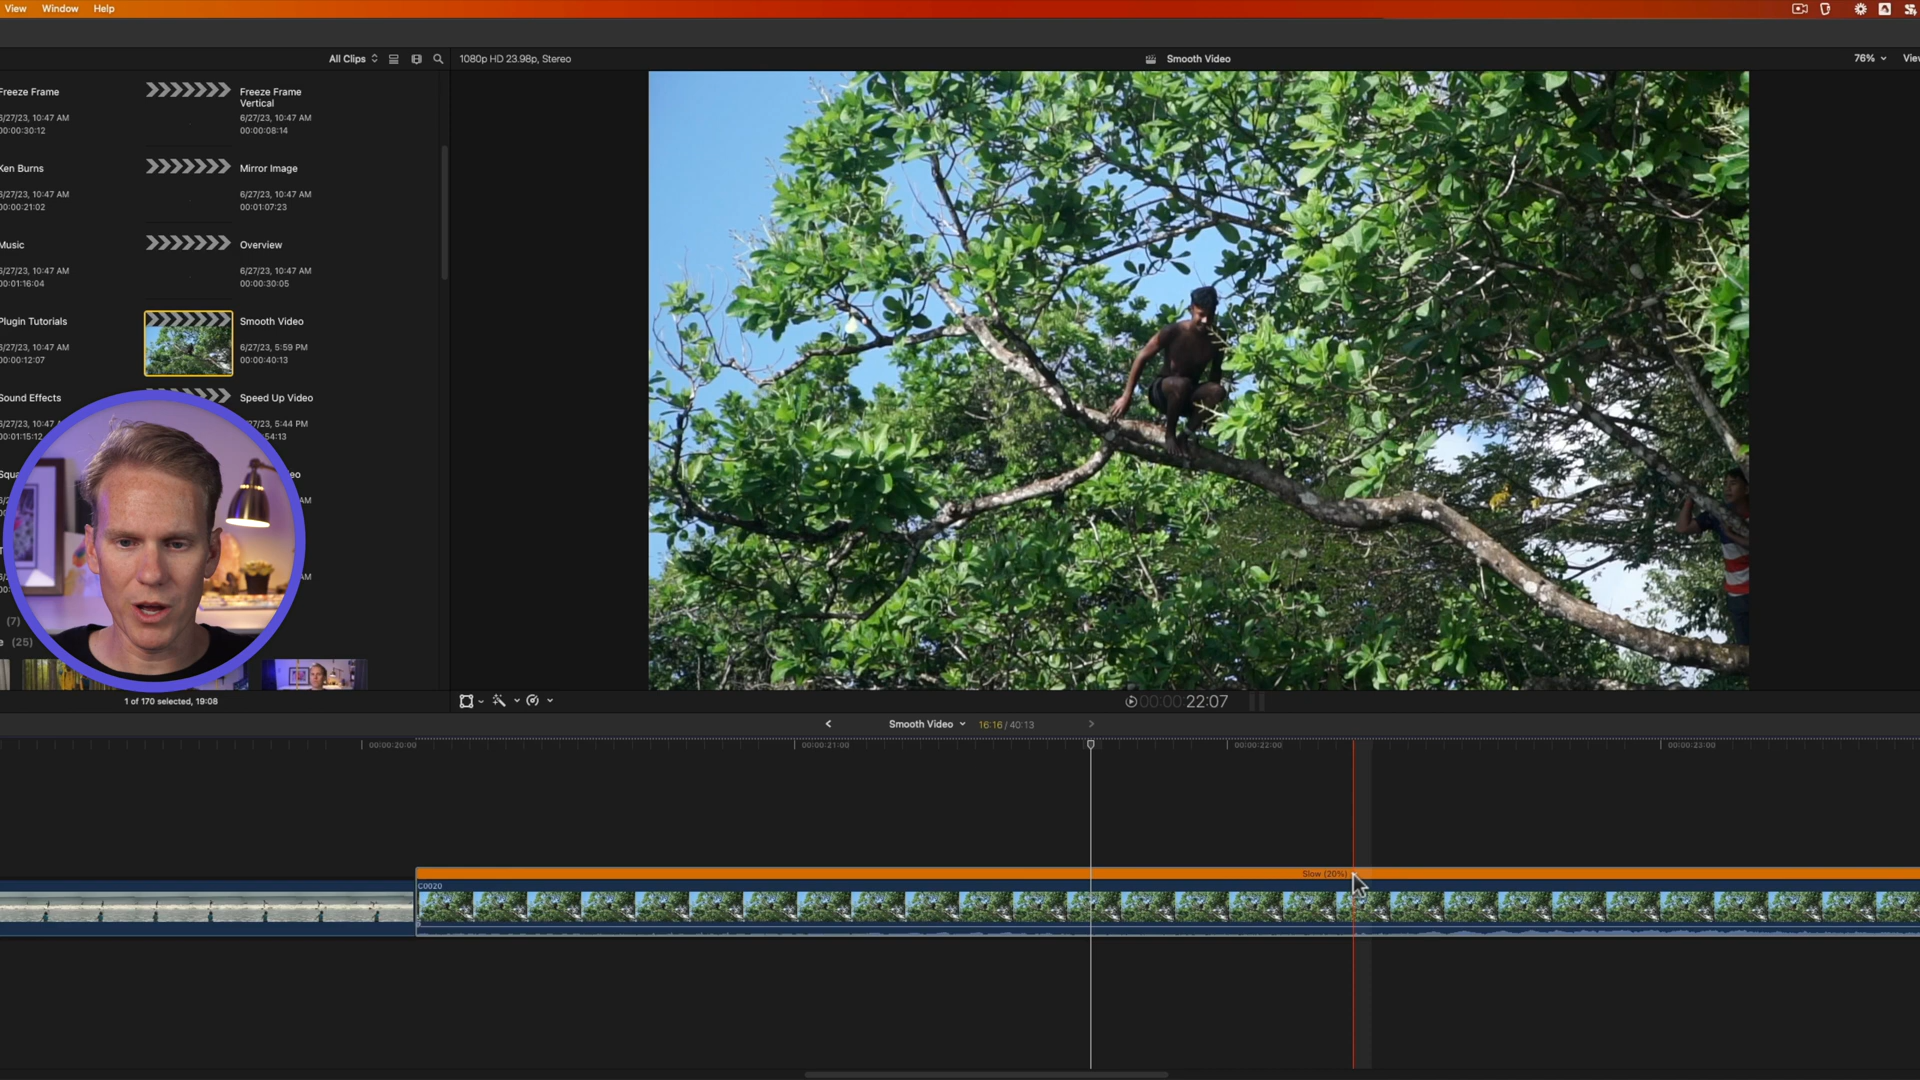 View Window Help
All Clips
1080p HD 23.98p, Stereo
Smooth Video
76%
Freeze Frame
6/27/23, 10:47 AM
00:00:30:12
Freeze Frame
Vertical
6/27/23, 10:47 AM
00:00:08:14
Ken Burns
6/27/23, 10:47 AM
00:00:21:02
Mirror Image
6/27/23, 10:47 AM
00:01:07:23
Music
6/27/23, 10:47 AM
00:01:16:04
Overview
6/27/23, 10:47 AM
00:00:30:05
Plugin Tutorials
6/27/23, 10:47 AM
00:00:12:07
Smooth Video
6/27/23, 5:59 PM
00:00:40:13
Sound Effects
6/27/23, 10:47
00:01:15:12
Speed Up Video
27/23, 5:44 PM
54:13
Squa
eo
AM
AM
(7)
e (25)
1 of 170 selected, 19:08
00:00:22:07
Smooth Video 16:16 / 40:13
00:00:20:00
00:00:21:00
00:00:22:00
00:00:23:00
Slow (20%)
C0020